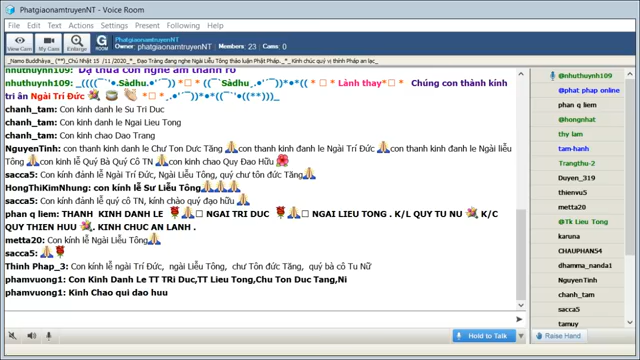 PhatgiaonamtruyenNT - Voice Room
File Edit Text Actions Settings Present Following Help
View Cam
My Cam
Enlarge
G
ROOM
PhatgiaonamtruyenNT
Owner phatgiaonamtruyenNT Members 23 Cams 0
_Namo Buddhàya_ (_Chú Nhật 15 /11 /2020_*_Đạo Tràng đang nghe Ngài Liễu Tông thảo luận Phật Pháp._*_Kính chúc quý vị thính Pháp an lạc_
nhuthuynh109: Dạ thưa con nghe âm thanh rõ
Lành thay
Chúng con thành kính
tri ân Ngài Trí Đức
chanh_tam: Con kinh danh le Su Tri Duc
chanh_tam: Con kinh danh le Ngai Lieu Tong
chanh_tam: Con kinh chao Dao Trang
NguyenTinh: con thanh kinh danh le Chư Ton Dưc Tăng con thanh kinh đanh lê Ngài Trí Đức con thanh kinh đanh lê Ngài liễu
Tông con kinh lễ Quý Bà Quý Cô TN con kinh chao Quy Đao Hữu
sacca5: Con kính đảnh lễ Ngài Trí Đức, Ngài Liễu Tông, quý chư tôn đức Tăng
HongThiKimNhung: con kính lễ Sư Liễu Tông
sacca5: Con kính đảnh lễ quý cô TN, kính chào quý đạo hữu
phan q liem: THANH KINH DANH LE NGAI TRI DUC NGAI LIEU TONG . K/L QUY TU NU K/C
QUY THIEN HUU . KINH CHUC AN LANH .
metta20: Con kính lễ Ngài Liễu Tông
sacca5:
Thinh Phap_3: Con kính lễ ngài Trí Đức, ngài Liễu Tông, chư Tôn đức Tăng, quý bà cô Tu Nữ
phamvuong1: Con Kinh Danh Le TT TRi Duc,TT Lieu Tong,Chu Ton Duc Tang,Ni
phamvuong1: Kinh Chao qui dao huu
@nhuthuynh109
@phat phap online
phan q liem
@hongnhat
thy lam
tam-hanh
Trangthu-2
Duyen_319
thienvu5
metta20
@Tk Lieu Tong
karuna
CHAUPHAN54
dhamma_nanda1
NguyenTinh
chanh_tam
sacca5
tamuy
Hold to Talk
Raise Hand